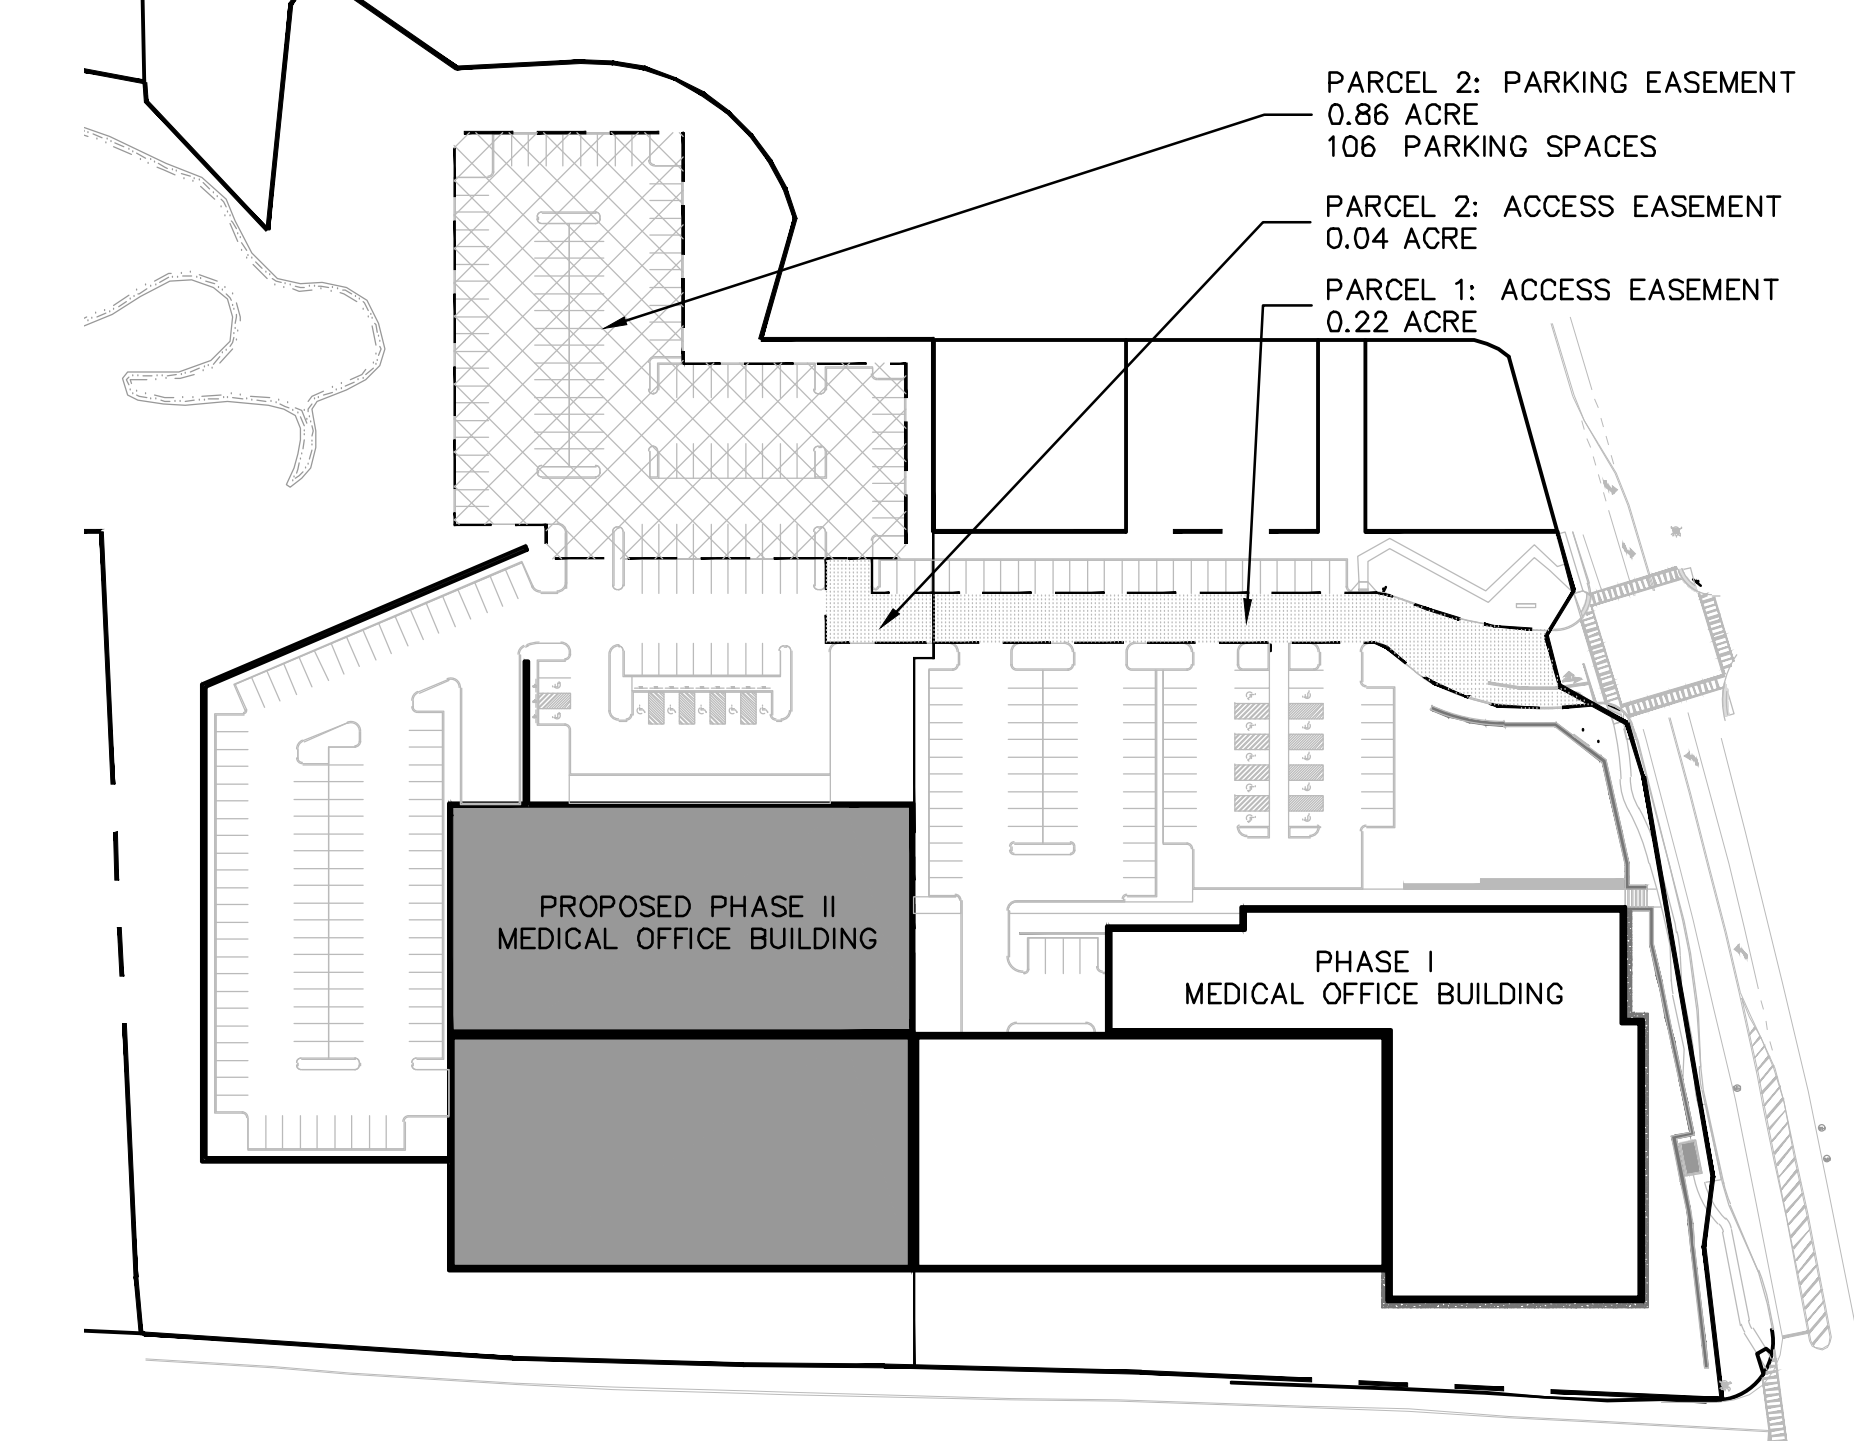 PARCEL 2: PARKING EASEMENT
0.86 ACRE
106 PARKING SPACES
PARCEL 2: ACCESS EASEMENT
0.04 ACRE
PARCEL 1: ACCESS EASEMENT
0.22 ACRE
PROPOSED PHASE II
MEDICAL OFFICE BUILDING
PHASE I
MEDICAL OFFICE BUILDING